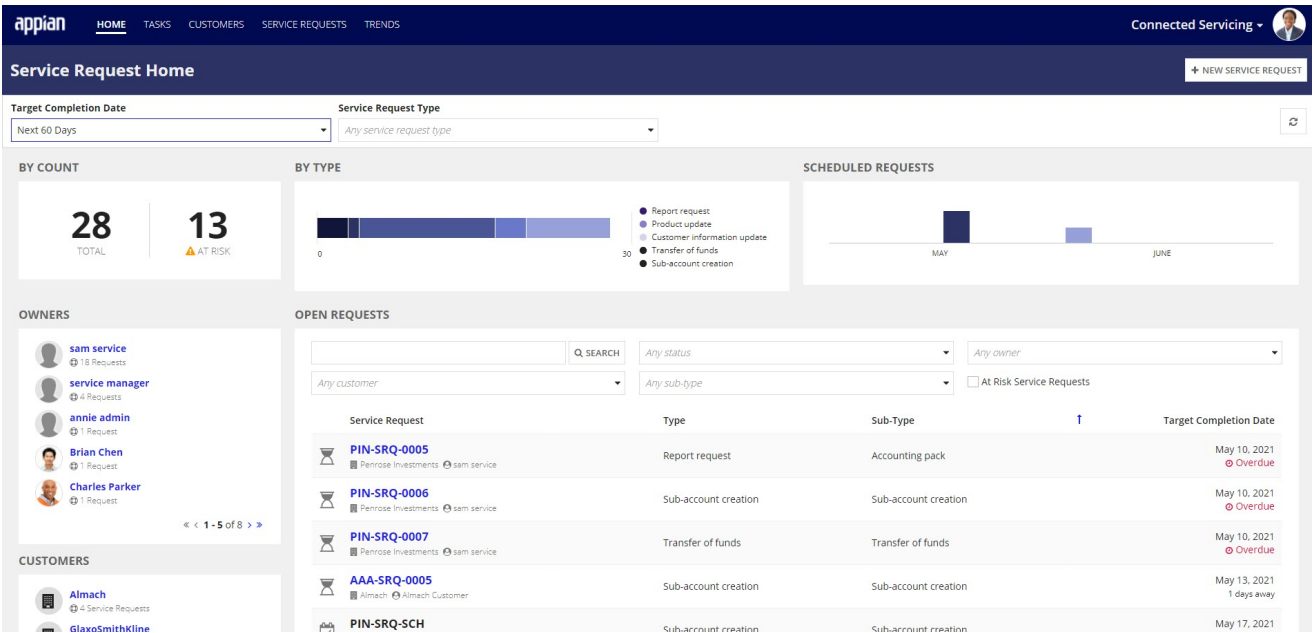 appian HOME TASKS CUSTOMERS SERVICE REQUESTS TRENDS Connected Servicing
Service Request Home + NEW SERVICE REQUEST
Target Completion Date Service Request Type
Next 60 Days Any service request type
BY COUNT BY TYPE SCHEDULED REQUESTS
28 13
TOTAL AT RISK
Report request
Product update
Customer information update
Transfer of funds
Sub-account creation
0 30
MAY JUNE
OWNERS
sam service
18 Requests
service manager
4 Requests
annie admin
1 Request
Brian Chen
1 Request
Charles Parker
1 Request
« < 1 - 5 of 8 > »
CUSTOMERS
Almach
4 Service Requests
GlaxoSmithKline
OPEN REQUESTS
SEARCH Any status Any owner
Any customer Any sub-type At Risk Service Requests
Service Request Type Sub-Type ↑ Target Completion Date
PIN-SRQ-0005 Report request Accounting pack May 10, 2021
Penrose Investments sam service Overdue
PIN-SRQ-0006 Sub-account creation Sub-account creation May 10, 2021
Penrose Investments sam service Overdue
PIN-SRQ-0007 Transfer of funds Transfer of funds May 10, 2021
Penrose Investments sam service Overdue
AAA-SRQ-0005 Sub-account creation Sub-account creation May 13, 2021
Almach Almach Customer 1 days away
PIN-SRQ-SCH Sub-account creation Sub-account creation May 17, 2021